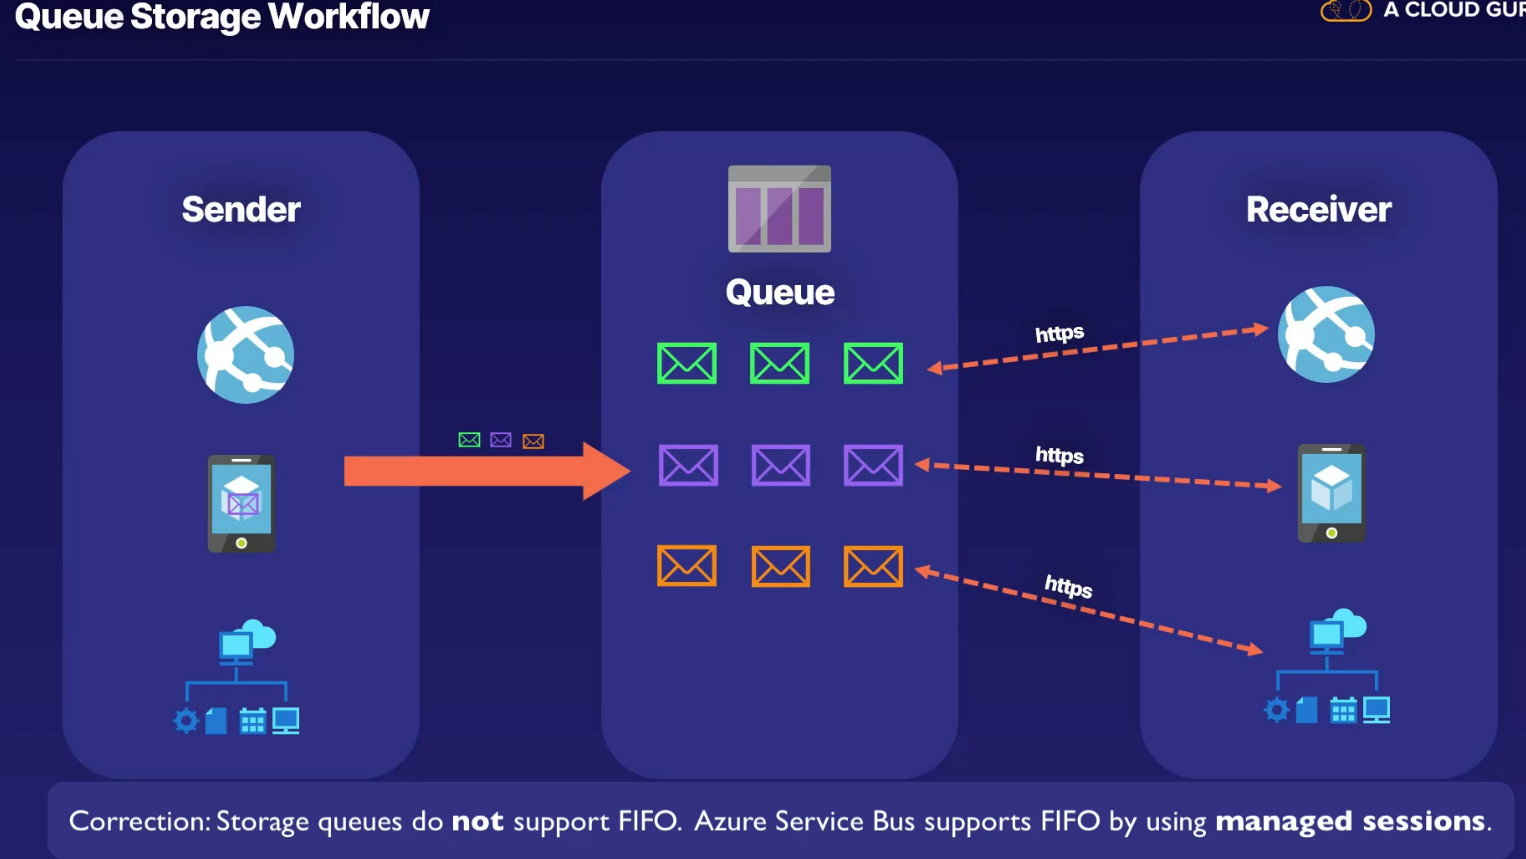 Queue Storage Workflow
A CLOUD GUR
Sender
Queue
Receiver
https
https
https
Correction: Storage queues do not support FIFO. Azure Service Bus supports FIFO by using managed sessions.